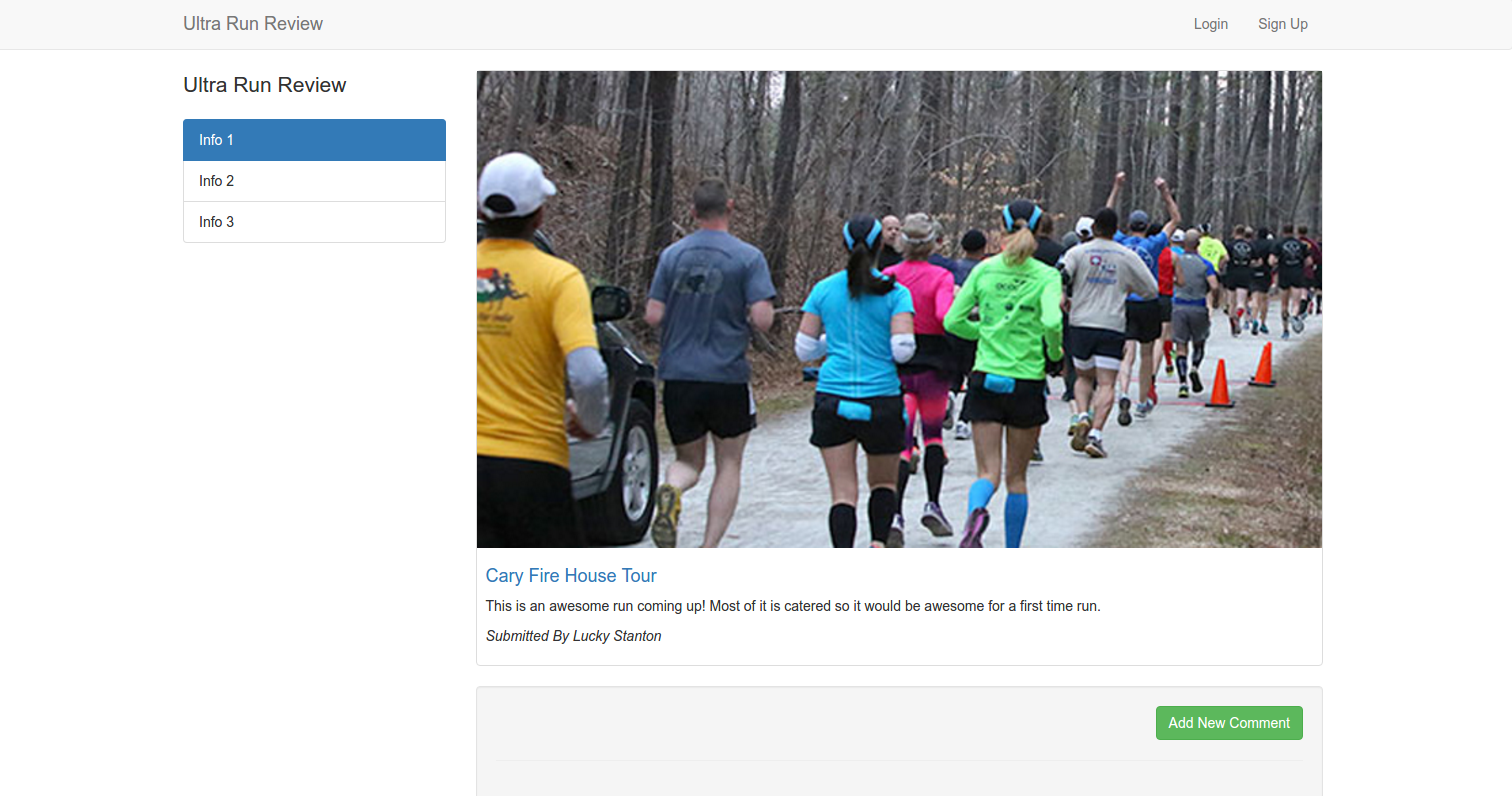 Ultra Run Review
Login
Sign Up
Ultra Run Review
Info 1
Info 2
Info 3
Cary Fire House Tour
This is an awesome run coming up! Most of it is catered so it would be awesome for a first time run.
Submitted By Lucky Stanton
Add New Comment